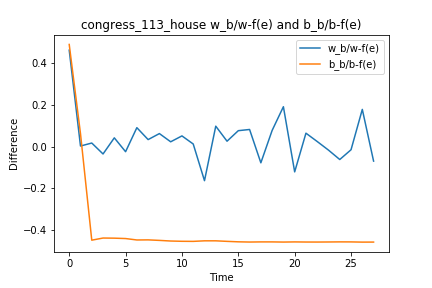 congress_113_house w_b/w-f(e) and b_b/b-f(e)
w_b/w-f(e)
b_b/b-f(e)
Difference
0.4
0.2
0.0
−0.2
−0.4
0 5 10 15 20 25
Time